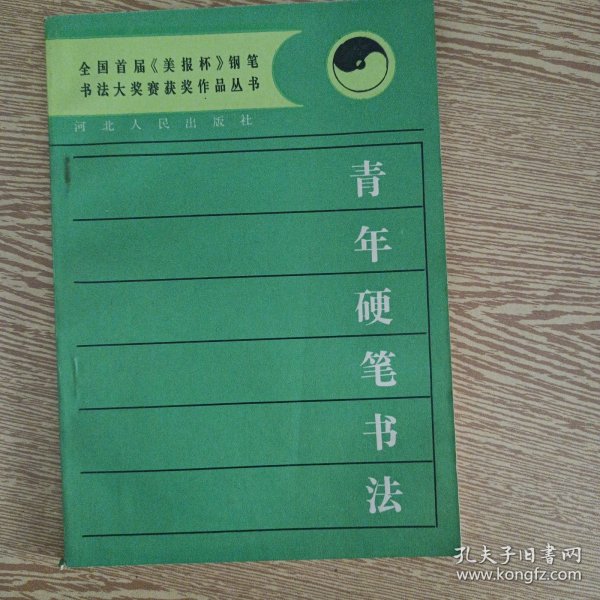 全国首届《美报杯》钢笔
书法大奖赛获奖作品丛书
河北人民出版社
青年硬笔书法
孔夫子旧书网
www.kongfz.com